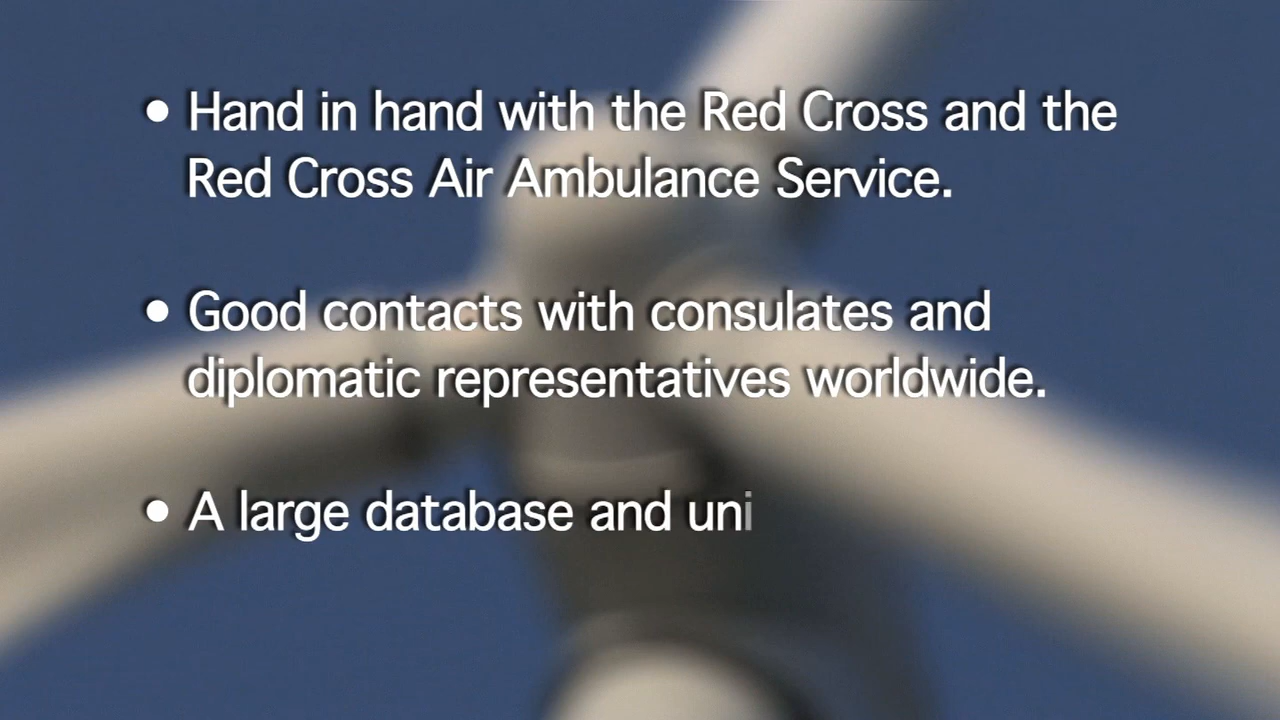 • Hand in hand with the Red Cross and the
Red Cross Air Ambulance Service.
• Good contacts with consulates and
diplomatic representatives worldwide.
• A large database and uni